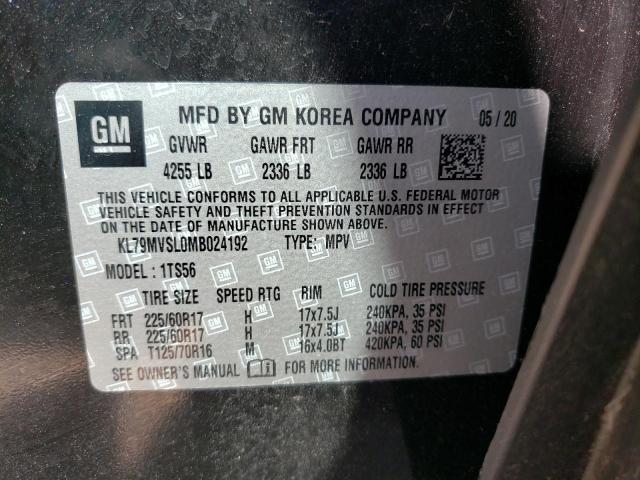 GM
MFD BY GM KOREA COMPANY 05/20
GVWR GAWR FRT GAWR RR
4255 LB 2336 LB 2336 LB
THIS VEHICLE CONFORMS TO ALL APPLICABLE U.S. FEDERAL MOTOR
VEHICLE SAFETY AND THEFT PREVENTION STANDARDS IN EFFECT
ON THE DATE OF MANUFACTURE SHOWN ABOVE.
KL79MVSL0MB024192 TYPE: MPV
MODEL: 1TS56
TIRE SIZE SPEED RTG RIM COLD TIRE PRESSURE
FRT 225/60R17 H 17x7.5J 240KPA, 35 PSI
RR 225/60R17 H 17x7.5J 240KPA, 35 PSI
SPA T125/70R16 M 16x4.0BT 420KPA, 60 PSI
SEE OWNER'S MANUAL FOR MORE INFORMATION.